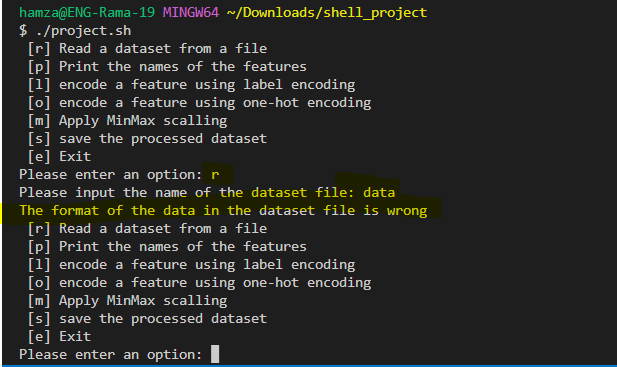 hamza@ENG-Rama-19 MINGW64 ~/Downloads/shell_project
$ ./project.sh
[r] Read a dataset from a file
[p] Print the names of the features
[l] encode a feature using label encoding
[o] encode a feature using one-hot encoding
[m] Apply MinMax scalling
[s] save the processed dataset
[e] Exit
Please enter an option: r
Please input the name of the dataset file: data
The format of the data in the dataset file is wrong
[r] Read a dataset from a file
[p] Print the names of the features
[l] encode a feature using label encoding
[o] encode a feature using one-hot encoding
[m] Apply MinMax scalling
[s] save the processed dataset
[e] Exit
Please enter an option: